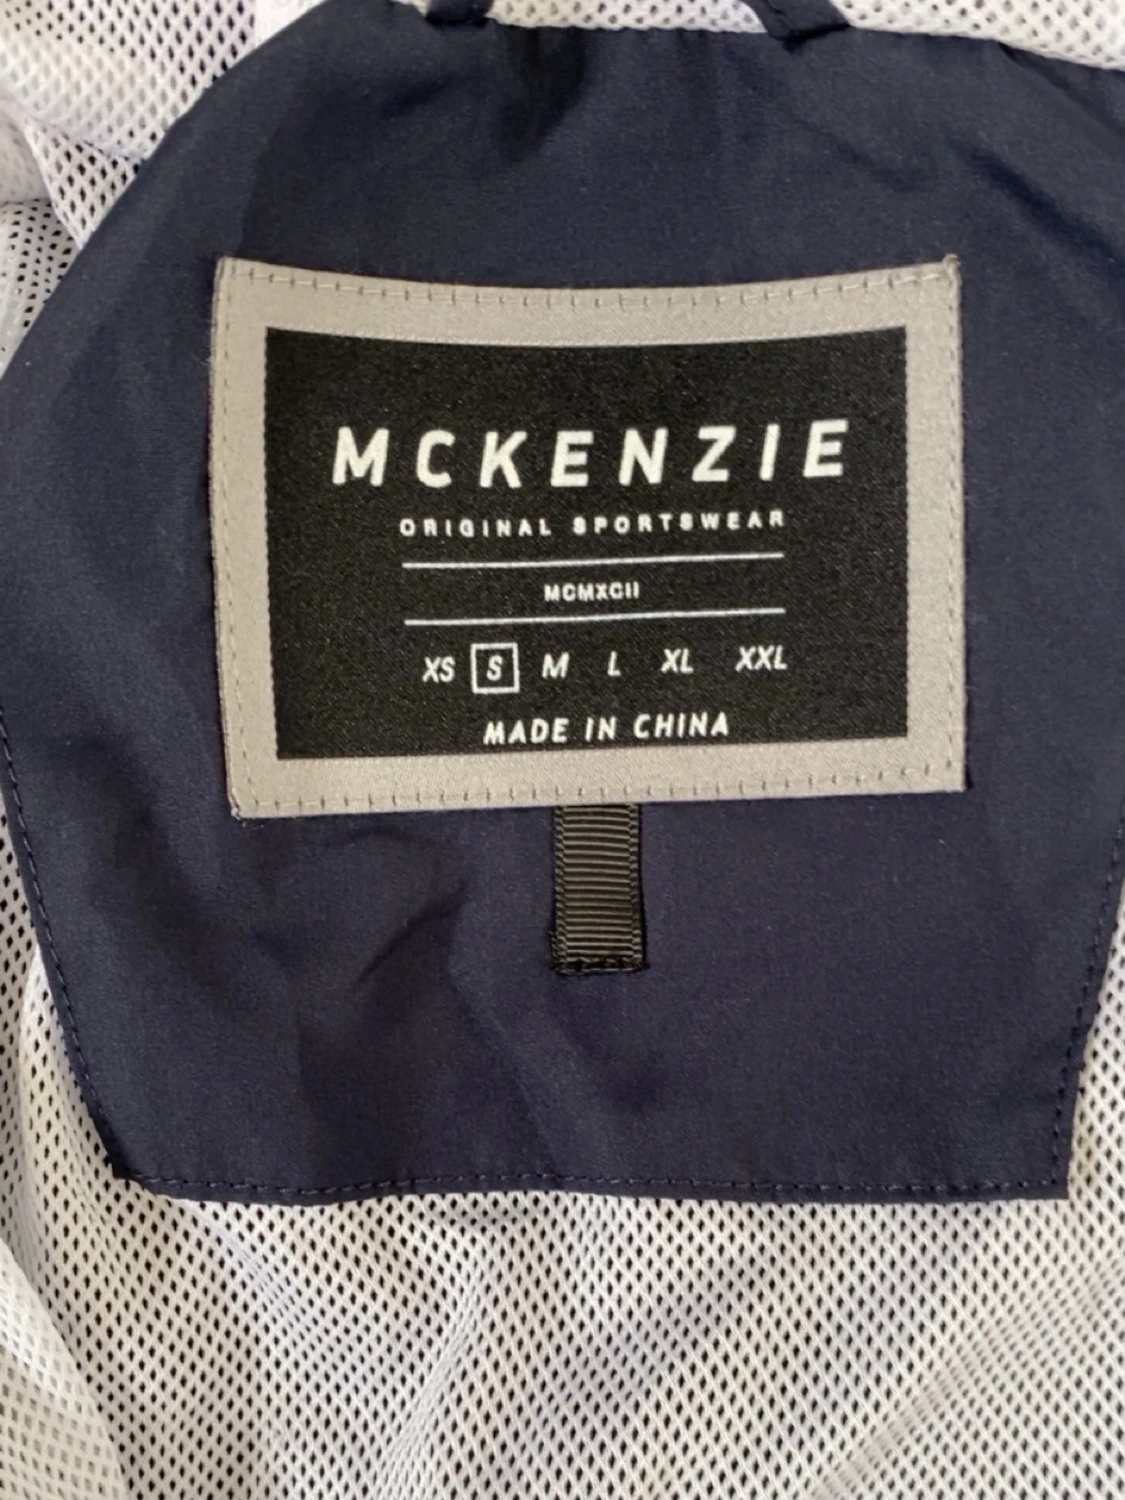 MCKENZIE
ORIGINAL SPORTSWEAR
MCMXCII
XS S M L XL XXL
MADE IN CHINA